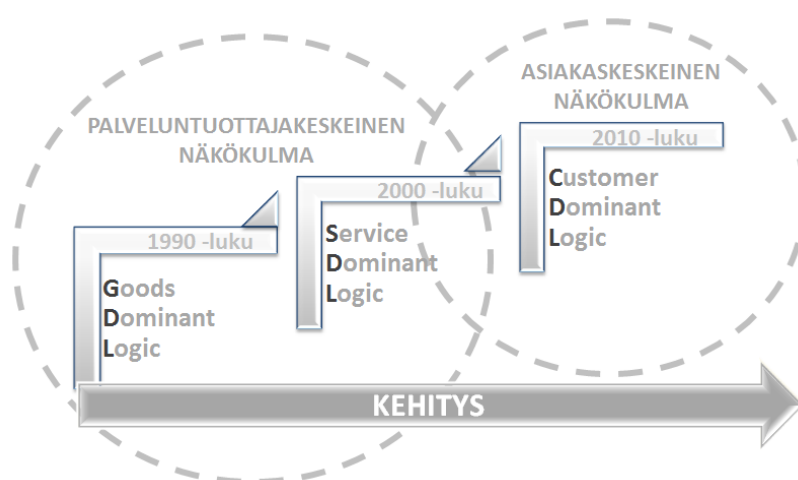 ASIAKASKESKEINEN
NÄKÖKULMA
PALVELUNTUOTTAJAKESKEINEN
NÄKÖKULMA
2010 -luku
Customer
Dominant
Logic
2000 -luku
Service
Dominant
Logic
1990 -luku
Goods
Dominant
Logic
KEHITYS